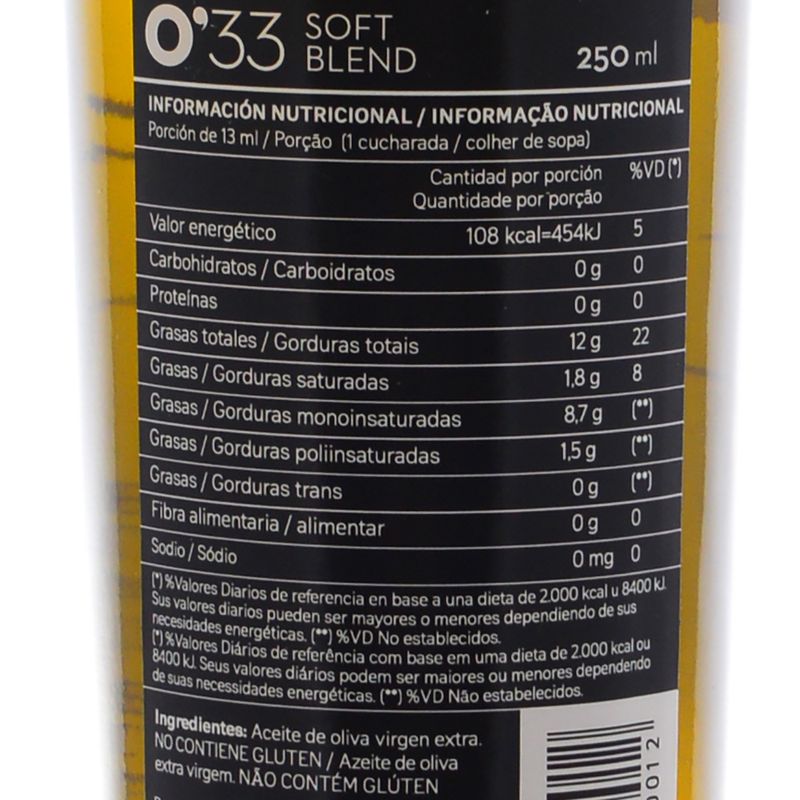 0'33 SOFT BLEND 250 ml
INFORMACIÓN NUTRICIONAL / INFORMAÇÃO NUTRICIONAL
Porción de 13 ml / Porção (1 cucharada / colher de sopa)
Cantidad por porción %VD (*)
Quantidade por porção
Valor energético 108 kcal=454kJ 5
Carbohidratos / Carboidratos 0 g 0
Proteínas 0 g 0
Grasas totales / Gorduras totais 12 g 22
Grasas / Gorduras saturadas 1,8 g 8
Grasas / Gorduras monoinsaturadas 8,7 g (**)
Grasas / Gorduras poliinsaturadas 1,5 g (**)
Grasas / Gorduras trans 0 g (**)
Fibra alimentaria / alimentar 0 g 0
Sodio / Sódio 0 mg 0
(*) %Valores Diarios de referencia en base a una dieta de 2.000 kcal u 8400 kJ.
Sus valores diarios pueden ser mayores o menores dependiendo de sus
necesidades energéticas. (**) %VD No establecidos.
(*) %Valores Diários de referência com base em uma dieta de 2.000 kcal ou
8400 kJ. Seus valores diários podem ser maiores ou menores dependendo
de suas necessidades energéticas. (**) %VD Não estabelecidos.
Ingredientes: Aceite de oliva virgen extra.
NO CONTIENE GLUTEN / Azeite de oliva
extra virgem. NÃO CONTÉM GLÚTEN
0012